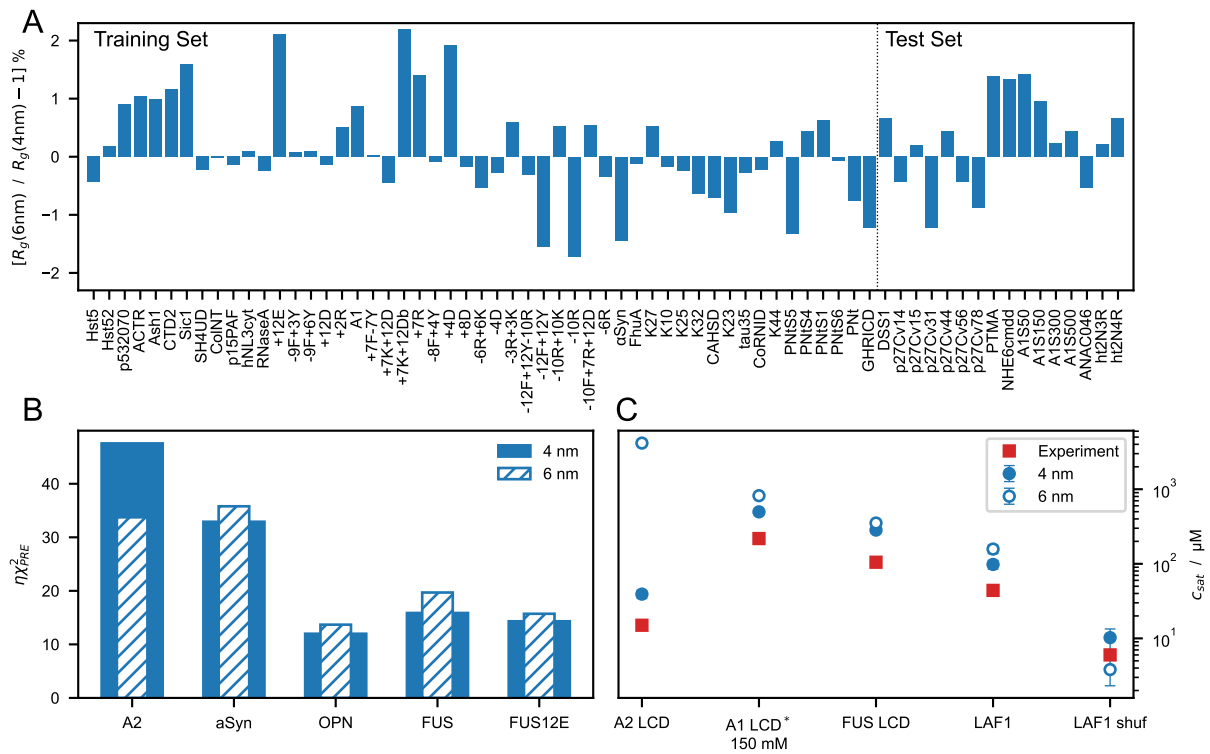 A
Training Set
Test Set
[Rg(6nm) / Rg(4nm) − 1] %
2
1
0
−1
−2
Hst5
Hst52
p532070
ACTR
Ash1
CTD2
Sic1
SH4UD
ColNT
p15PAF
hNL3cyt
RNaseA
+12E
-9F+3Y
-9F+6Y
+12D
+2R
A1
+7F-7Y
+7K+12D
+7K+12Db
+7R
-8F+4Y
+4D
+8D
-6R+6K
-4D
-3R+3K
-12F+12Y-10R
-12F+12Y
-10R+10K
-10R
-10F+7R+12D
-6R
αSyn
FhuA
K27
K10
K25
K32
CAHSD
K23
tau35
CoRNID
K44
PNtS5
PNtS4
PNtS1
PNtS6
PNt
GHRICD
DSS1
p27Cv14
p27Cv15
p27Cv31
p27Cv44
p27Cv56
p27Cv78
PTMA
NHE6cmdd
A1S50
A1S150
A1S300
A1S500
ANAC046
ht2N3R
ht2N4R
B
4 nm
6 nm
ηχ²PRE
40
30
20
10
0
A2
aSyn
OPN
FUS
FUS12E
C
Experiment
4 nm
6 nm
10³
10²
10¹
csat / μM
A2 LCD
A1 LCD*
150 mM
FUS LCD
LAF1
LAF1 shuf